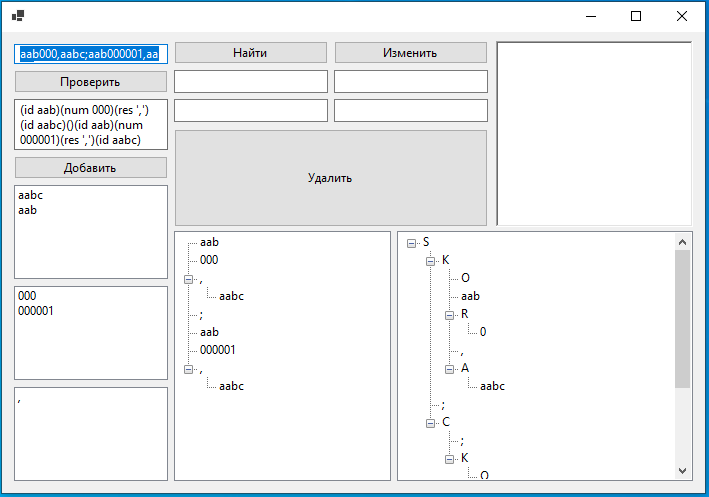 aab000,aabc;aab000001,aa
Найти
Изменить
Проверить
(id aab)(num 000)(res ',')
(id aabc)()(id aab)(num
000001)(res ',')(id aabc)
Удалить
Добавить
aabc
aab
000
000001
,
aab
000
,
aabc
;
aab
000001
,
aabc
S
K
O
aab
R
0
,
A
aabc
;
C
;
K
O